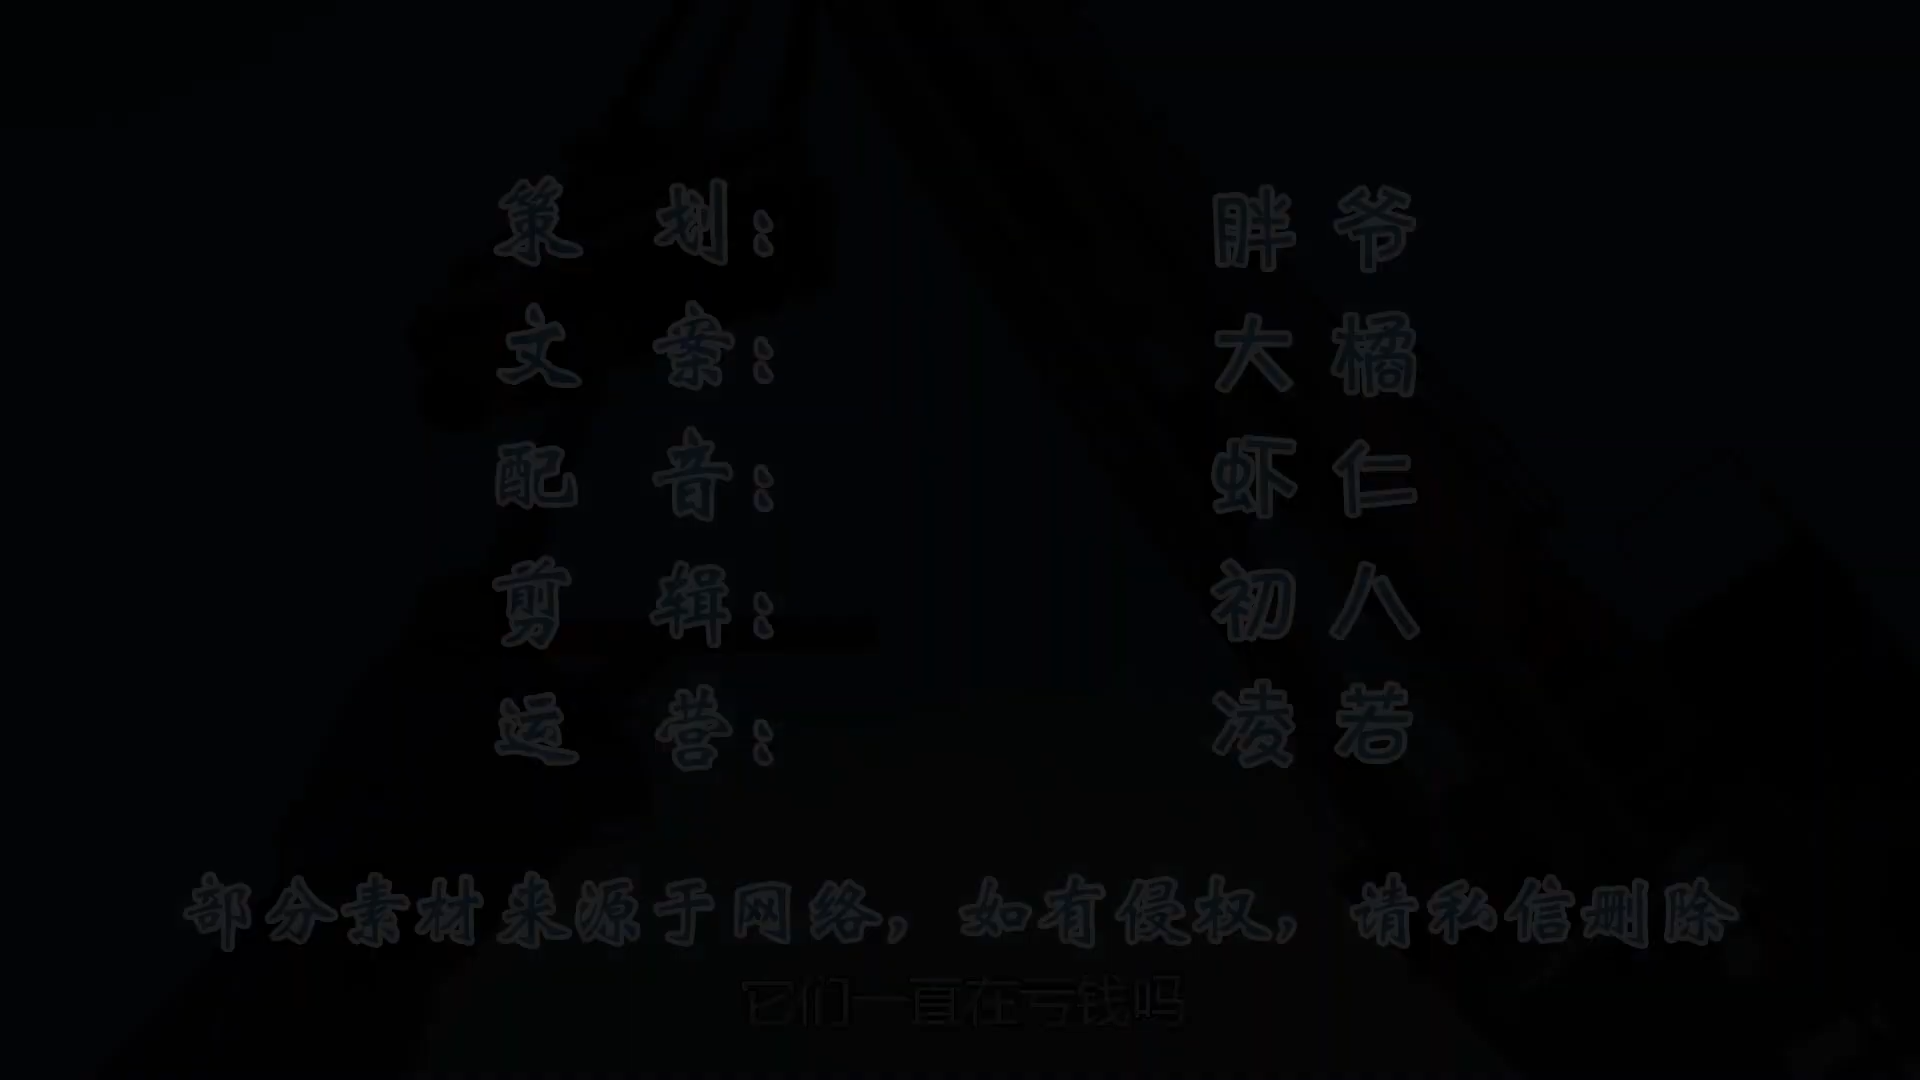 策 划: 胖 爷
文 案: 大 橘
配 音: 虾 仁
剪 辑: 初 八
运 营: 凌 若
部分素材来源于网络, 如有侵权, 请私信删除
它们一直在亏钱吗